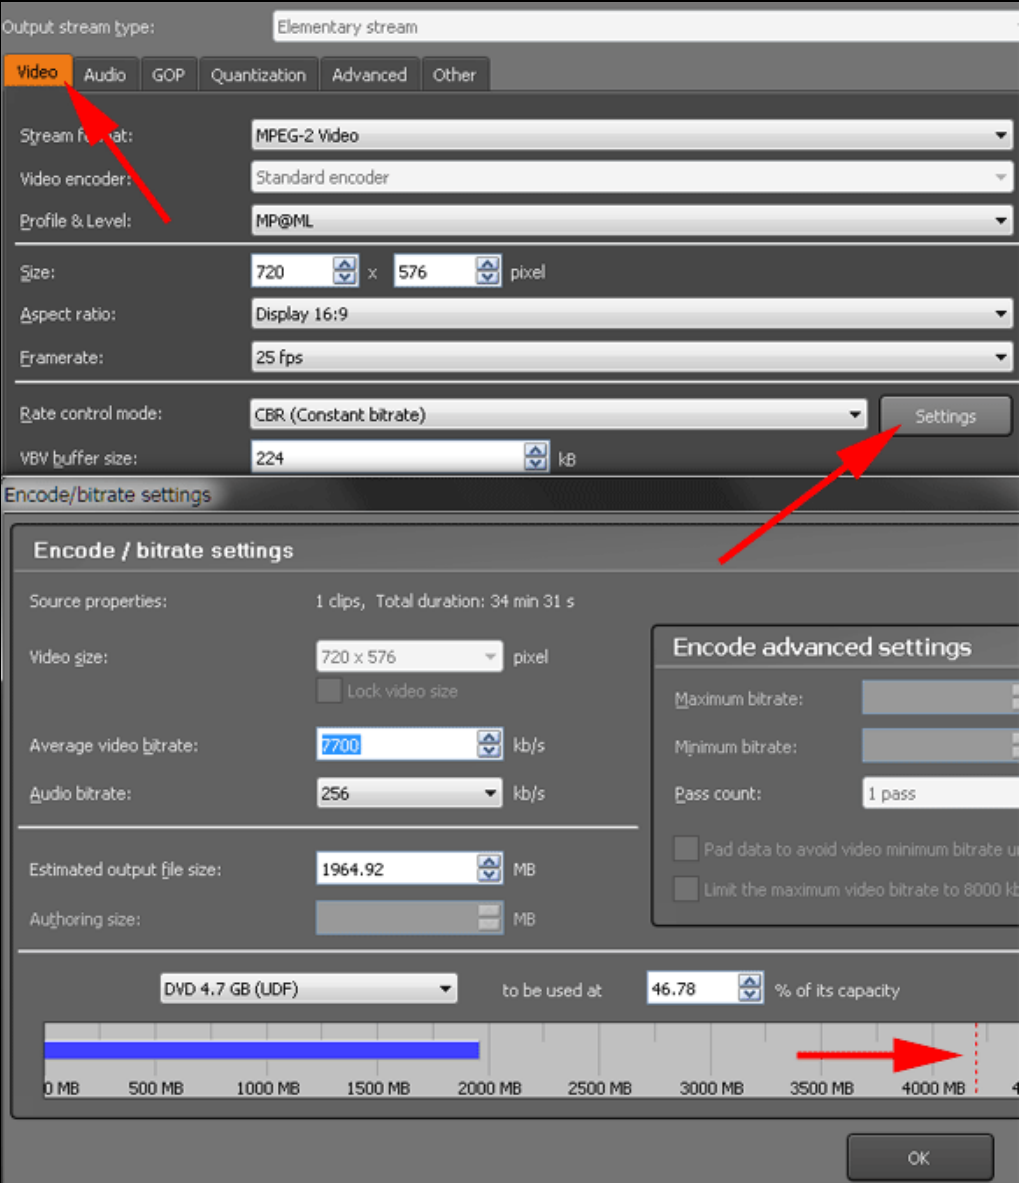 Output stream type: Elementary stream
Video Audio GOP Quantization Advanced Other
Stream format: MPEG-2 Video
Video encoder: Standard encoder
Profile & Level: MP@ML
Size: 720 x 576 pixel
Aspect ratio: Display 16:9
Framerate: 25 fps
Rate control mode: CBR (Constant bitrate) Settings
VBV buffer size: 224 kB
Encode/bitrate settings
Encode / bitrate settings
Source properties: 1 clips, Total duration: 34 min 31 s
Video size: 720 x 576 pixel
Lock video size
Average video bitrate: 7700 kb/s
Audio bitrate: 256 kb/s
Encode advanced settings
Maximum bitrate:
Minimum bitrate:
Pass count: 1 pass
Pad data to avoid video minimum bitrate
Limit the maximum video bitrate to 8000
Estimated output file size: 1964.92 MB
Authoring size: MB
DVD 4.7 GB (UDF) to be used at 46.78 % of its capacity
0 MB 500 MB 1000 MB 1500 MB 2000 MB 2500 MB 3000 MB 3500 MB 4000 MB
OK